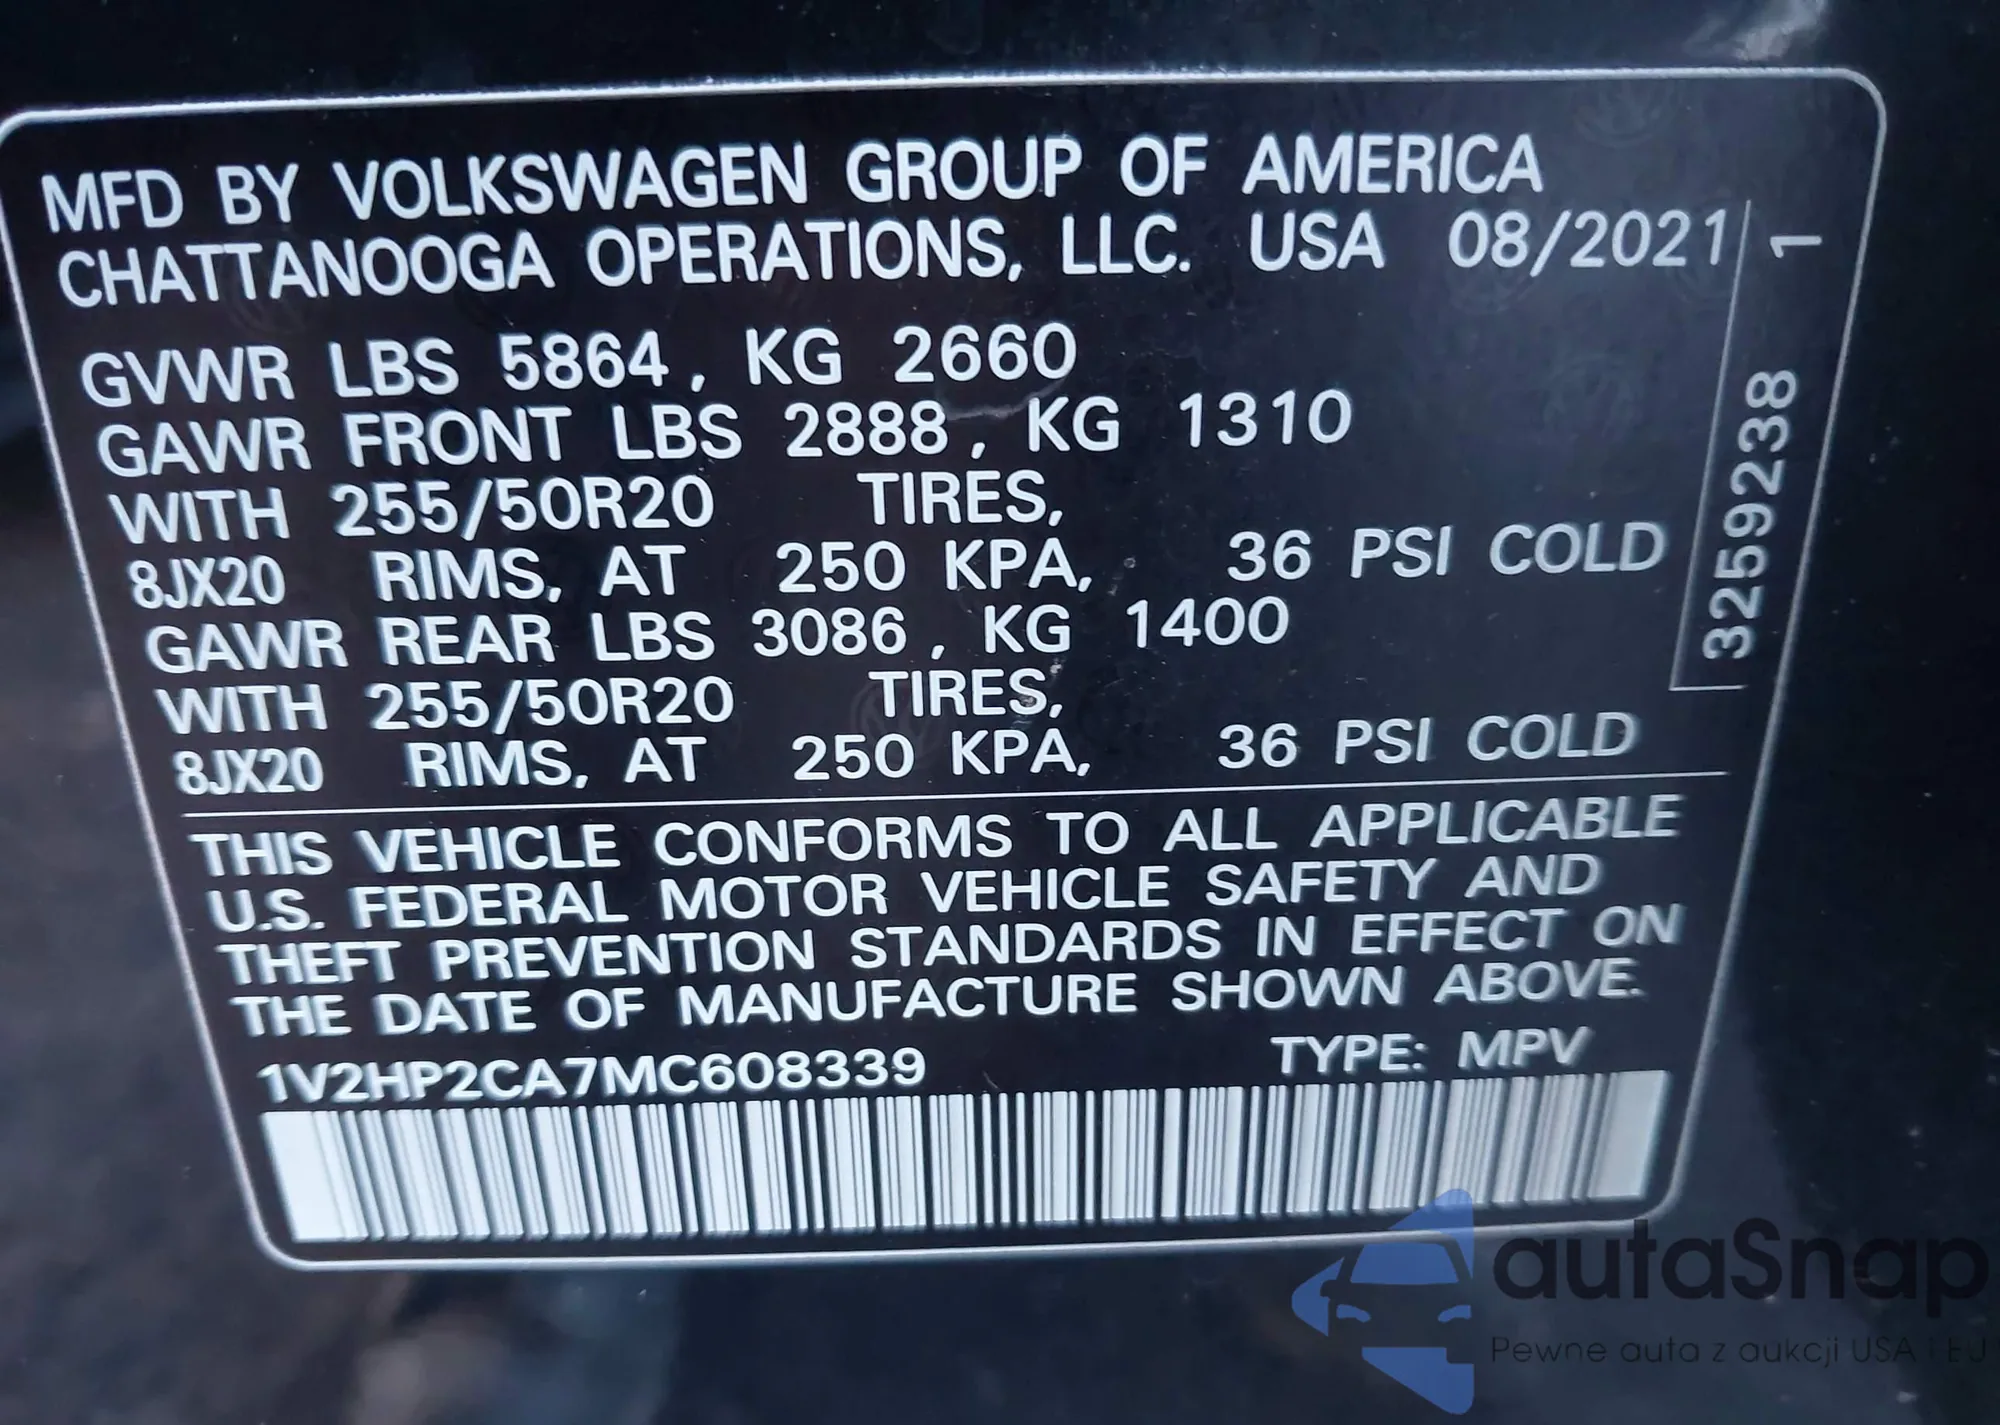 MFD BY VOLKSWAGEN GROUP OF AMERICA
CHATTANOOGA OPERATIONS, LLC. USA 08/2021
GVWR LBS 5864, KG 2660
GAWR FRONT LBS 2888, KG 1310
WITH 255/50R20 TIRES,
8JX20 RIMS, AT 250 KPA, 36 PSI COLD
GAWR REAR LBS 3086, KG 1400
WITH 255/50R20 TIRES,
8JX20 RIMS, AT 250 KPA, 36 PSI COLD
3259238 1
THIS VEHICLE CONFORMS TO ALL APPLICABLE
U.S. FEDERAL MOTOR VEHICLE SAFETY AND
THEFT PREVENTION STANDARDS IN EFFECT ON
THE DATE OF MANUFACTURE SHOWN ABOVE.
1V2HP2CA7MC608339 TYPE: MPV
autaSnap
Pewne auta z aukcji USA i EU